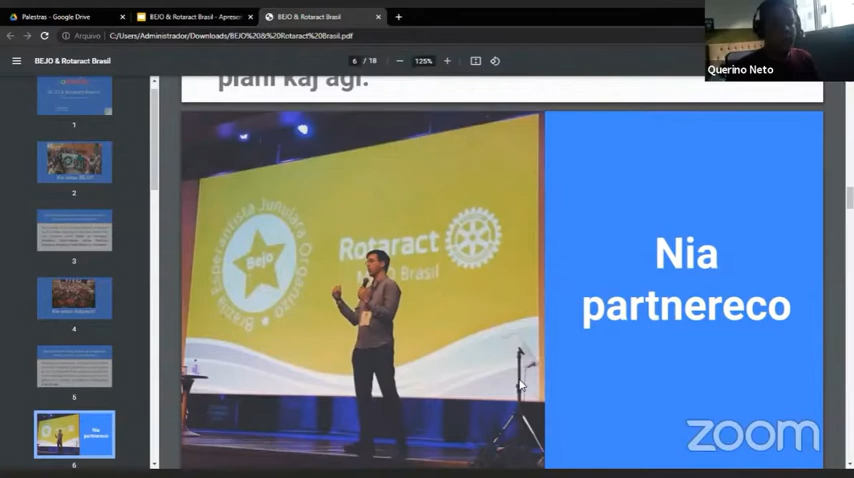 Palestras - Google Drive
BEJO & Rotaract Brasil - Apresen
BEJO & Rotaract Brasil
Arquivo
C:/Users/Administrador/Downloads/BEJO%20&%20Rotaract%20Brasil.pdf
BEJO & Rotaract Brasil
6 / 18
125%
Querino Neto
plani kaj agi.
1
2
3
4
5
6
Brazila Esperantista Junulara Organizo
Bejo
Rotaract
Brasil
Nia
partnereco
Nia
partnereco
zoom